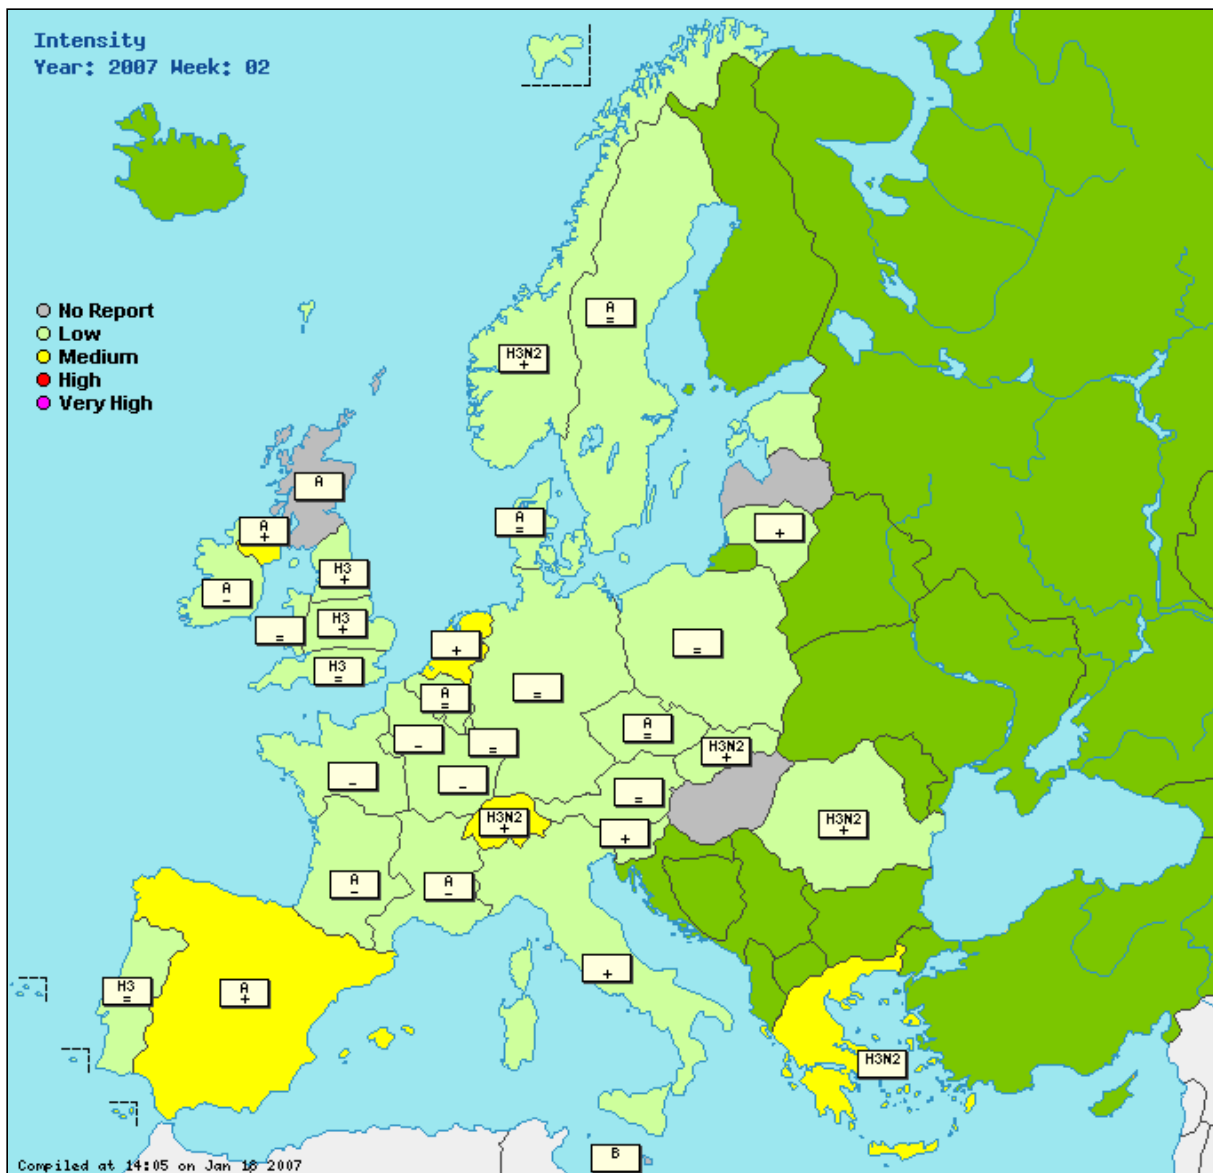 Intensity
Year: 2007 Week: 02
No Report
Low
Medium
High
Very High
A
=
H3N2
+
A
A
=
A
+
+
H3
+
A
-
H3
+
=
+
=
H3
=
=
A
=
A
=
-
=
H3N2
+
-
-
=
H3N2
+
H3N2
+
+
A
-
A
-
+
H3
=
A
+
H3N2
B
Compiled at 14:05 on Jan 18 2007